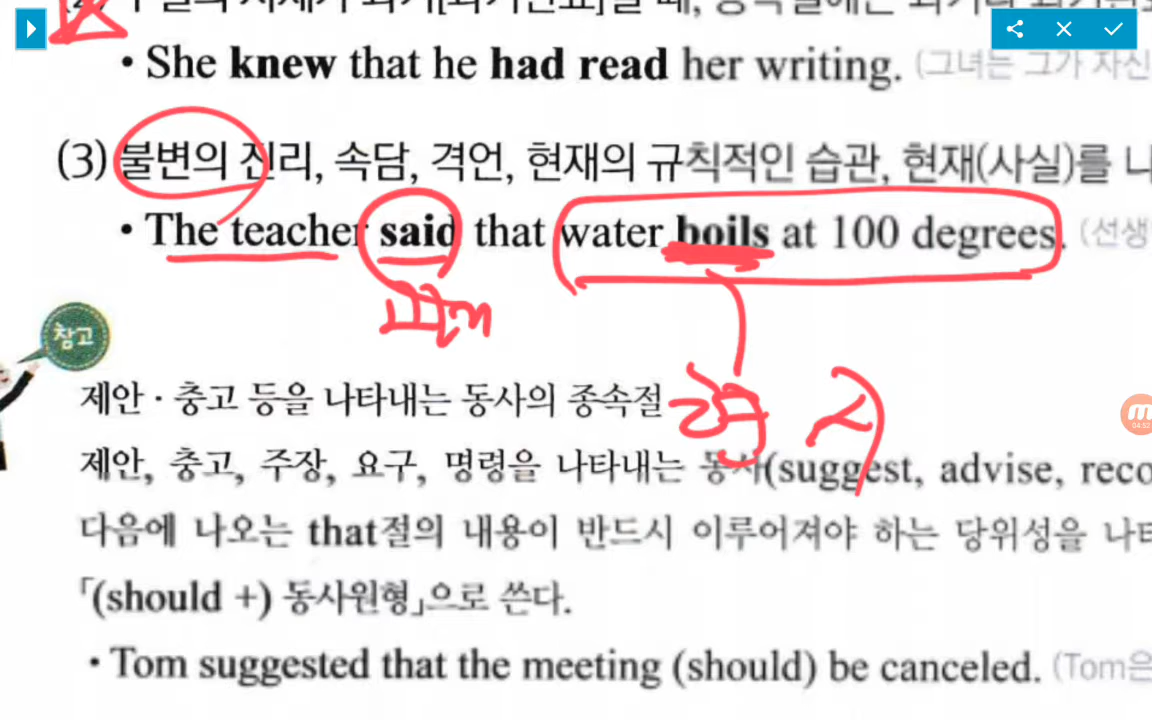 • She knew that he had read her writing. (그녀는 그가 자신
(3) 불변의 진리, 속담, 격언, 현재의 규칙적인 습관, 현재(사실)를 나
• The teacher said that water boils at 100 degrees. (선생
과거
참고
제안 · 충고 등을 나타내는 동사의 종속절
제안, 충고, 주장, 요구, 명령을 나타내는 동사(suggest, advise, reco
다음에 나오는 that절의 내용이 반드시 이루어져야 하는 당위성을 나타
「(should +) 동사원형」으로 쓴다.
• Tom suggested that the meeting (should) be canceled. (Tom은
04:52